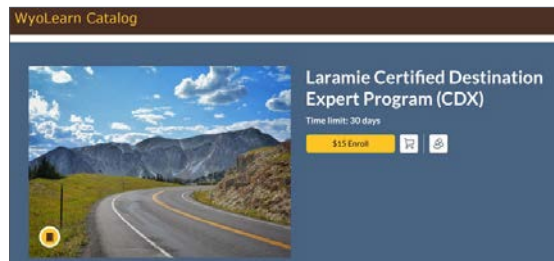 WyoLearn Catalog
Laramie Certified Destination
Expert Program (CDX)
Time limit: 30 days
$15 Enroll